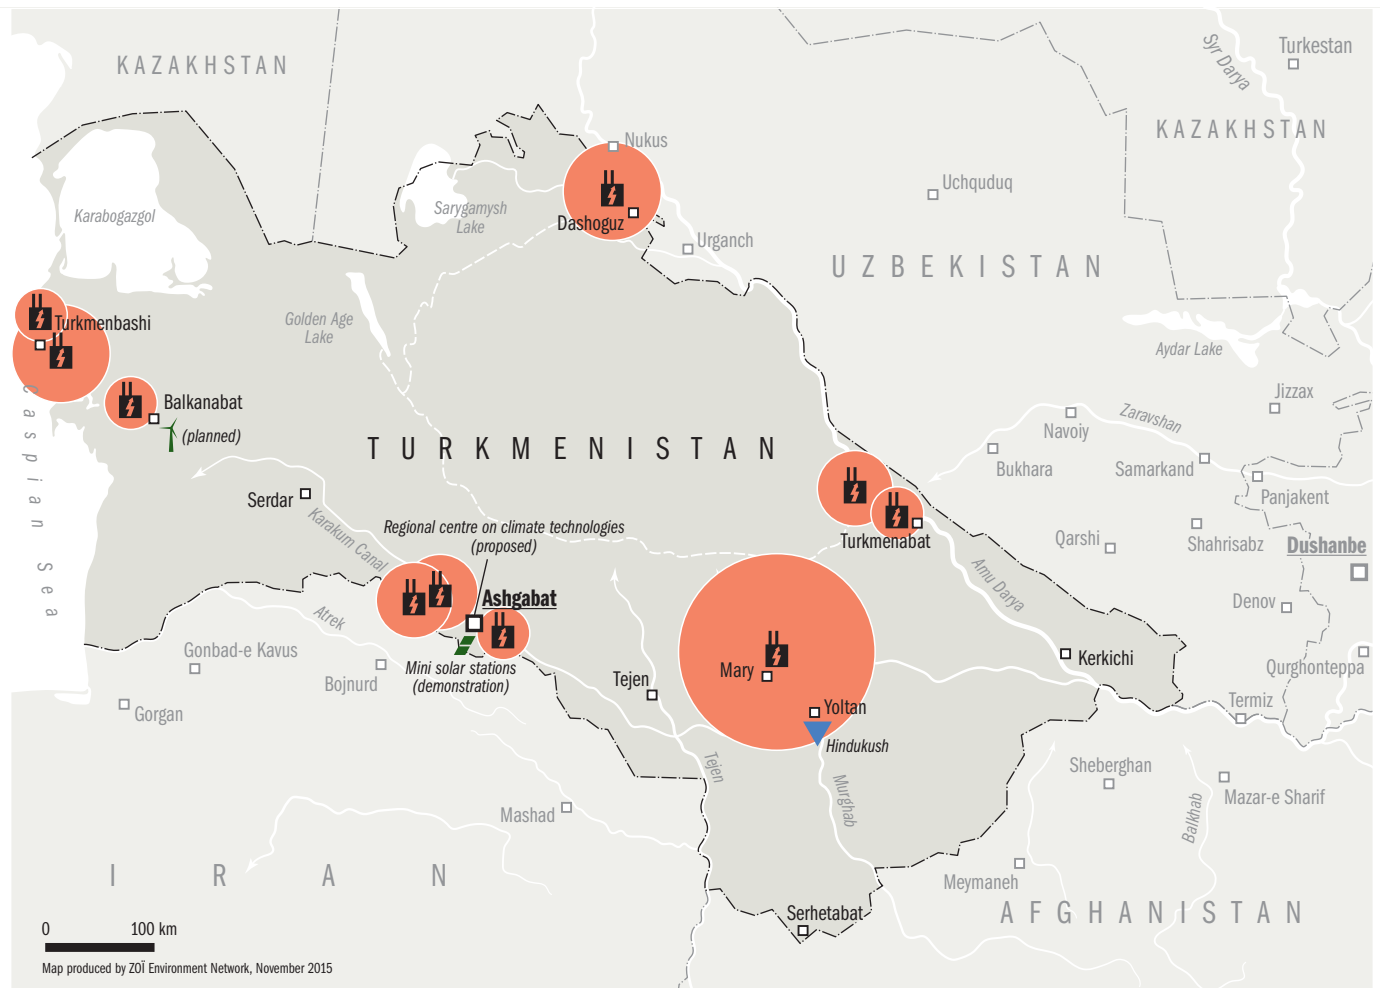 KAZAKHSTAN
Turkestan
Syr Darya
KAZAKHSTAN
Nukus
Uchquduq
Karabogazgol
Sarygamysh
Lake
Dashoguz
Urganch
UZBEKISTAN
Turkmenbashi
Golden Age
Lake
Aydar Lake
Caspian Sea
Balkanabat
(planned)
Jizzax
Zaravshan
Navoiy
TURKMENISTAN
Bukhara
Samarkand
Panjakent
Serdar
Karakum Canal
Regional centre on climate technologies
(proposed)
Turkmenabat
Qarshi
Shahrisabz
Dushanbe
Amu Darya
Ashgabat
Denov
Atrek
Gonbad-e Kavus
Bojnurd
Mini solar stations
(demonstration)
Tejen
Mary
Kerkichi
Qurghonteppa
Gorgan
Yoltan
Termiz
Hindukush
Tejen
Murghab
Sheberghan
Mazar-e Sharif
Balkhab
Mashad
IRAN
Meymaneh
Serhetabat
AFGHANISTAN
0 100 km
Map produced by ZOÏ Environment Network, November 2015